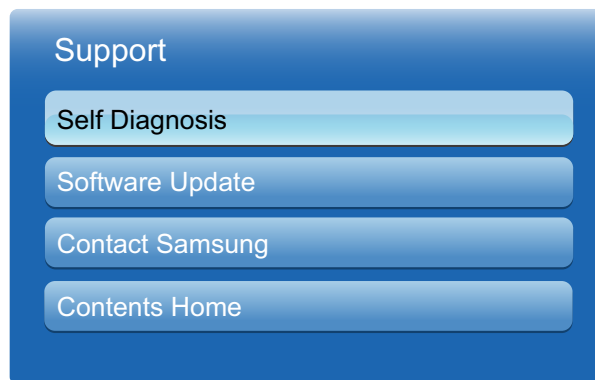 Support
Self Diagnosis
Software Update
Contact Samsung
Contents Home